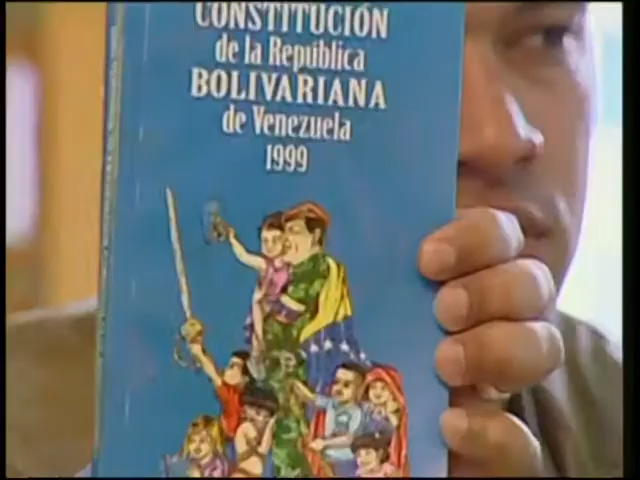 CONSTITUCIÓN
de la República
BOLIVARIANA
de Venezuela
1999